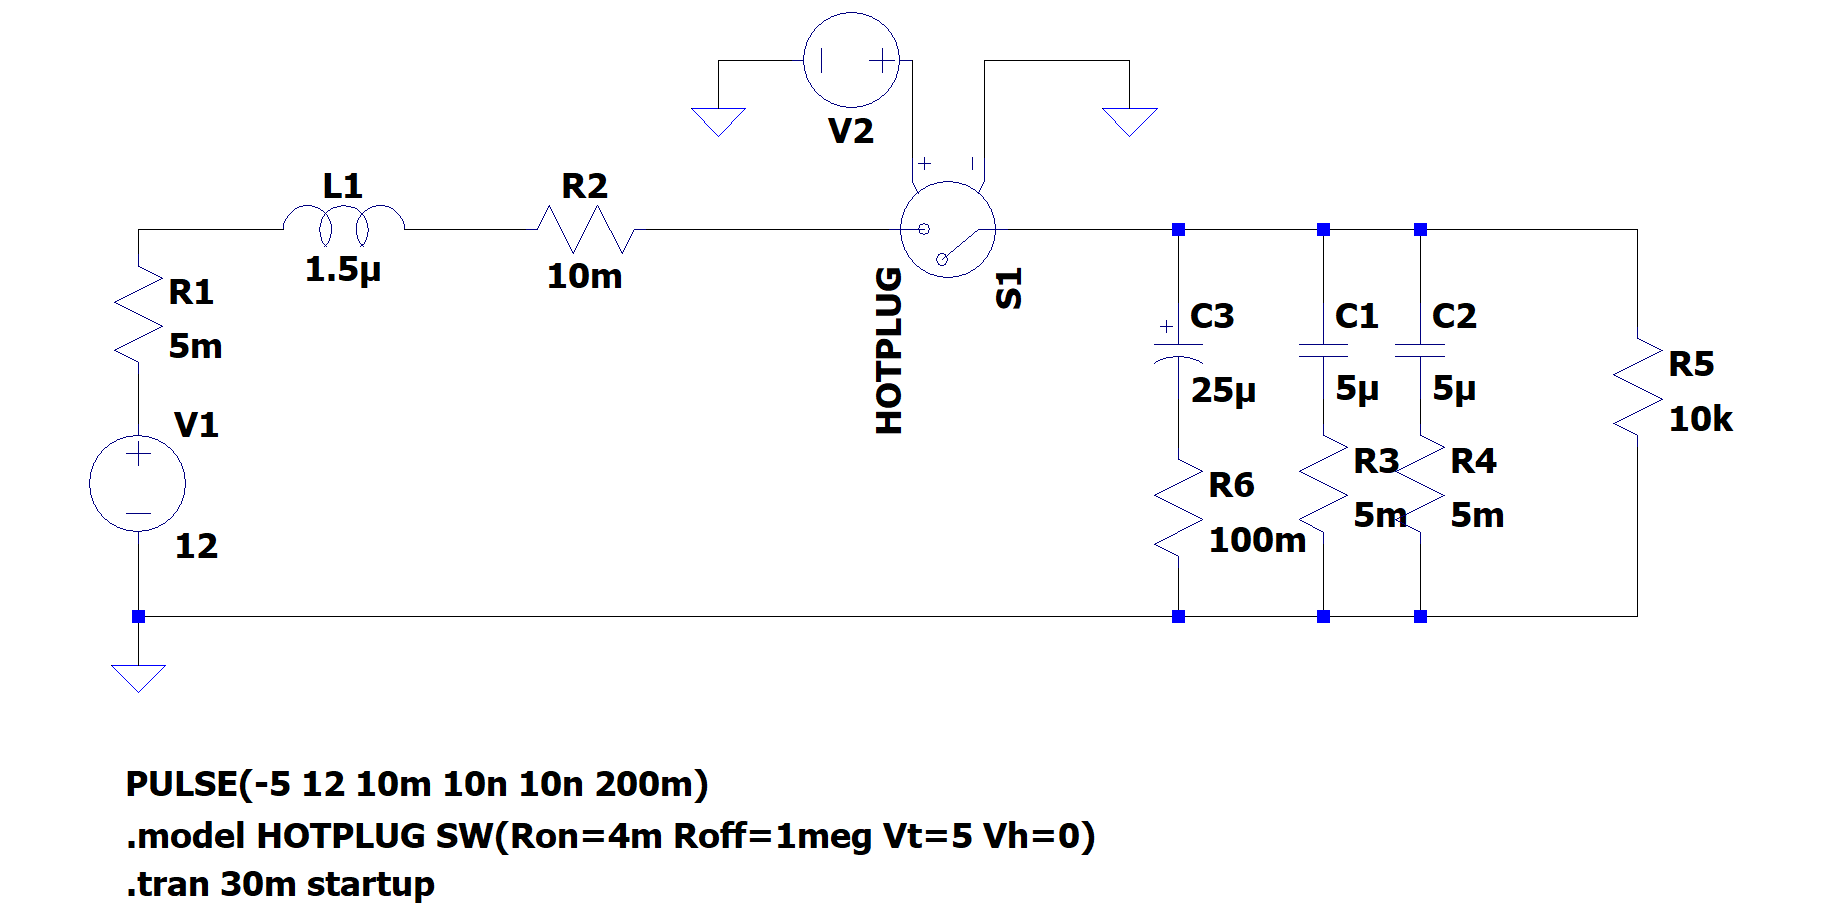 V2
L1
1.5µ
R2
10m
HOTPLUG
S1
R1
5m
V1
12
C3
25µ
R6
100m
C1
5µ
R3
5m
C2
5µ
R4
5m
R5
10k
PULSE(-5 12 10m 10n 10n 200m)
.model HOTPLUG SW(Ron=4m Roff=1meg Vt=5 Vh=0)
.tran 30m startup